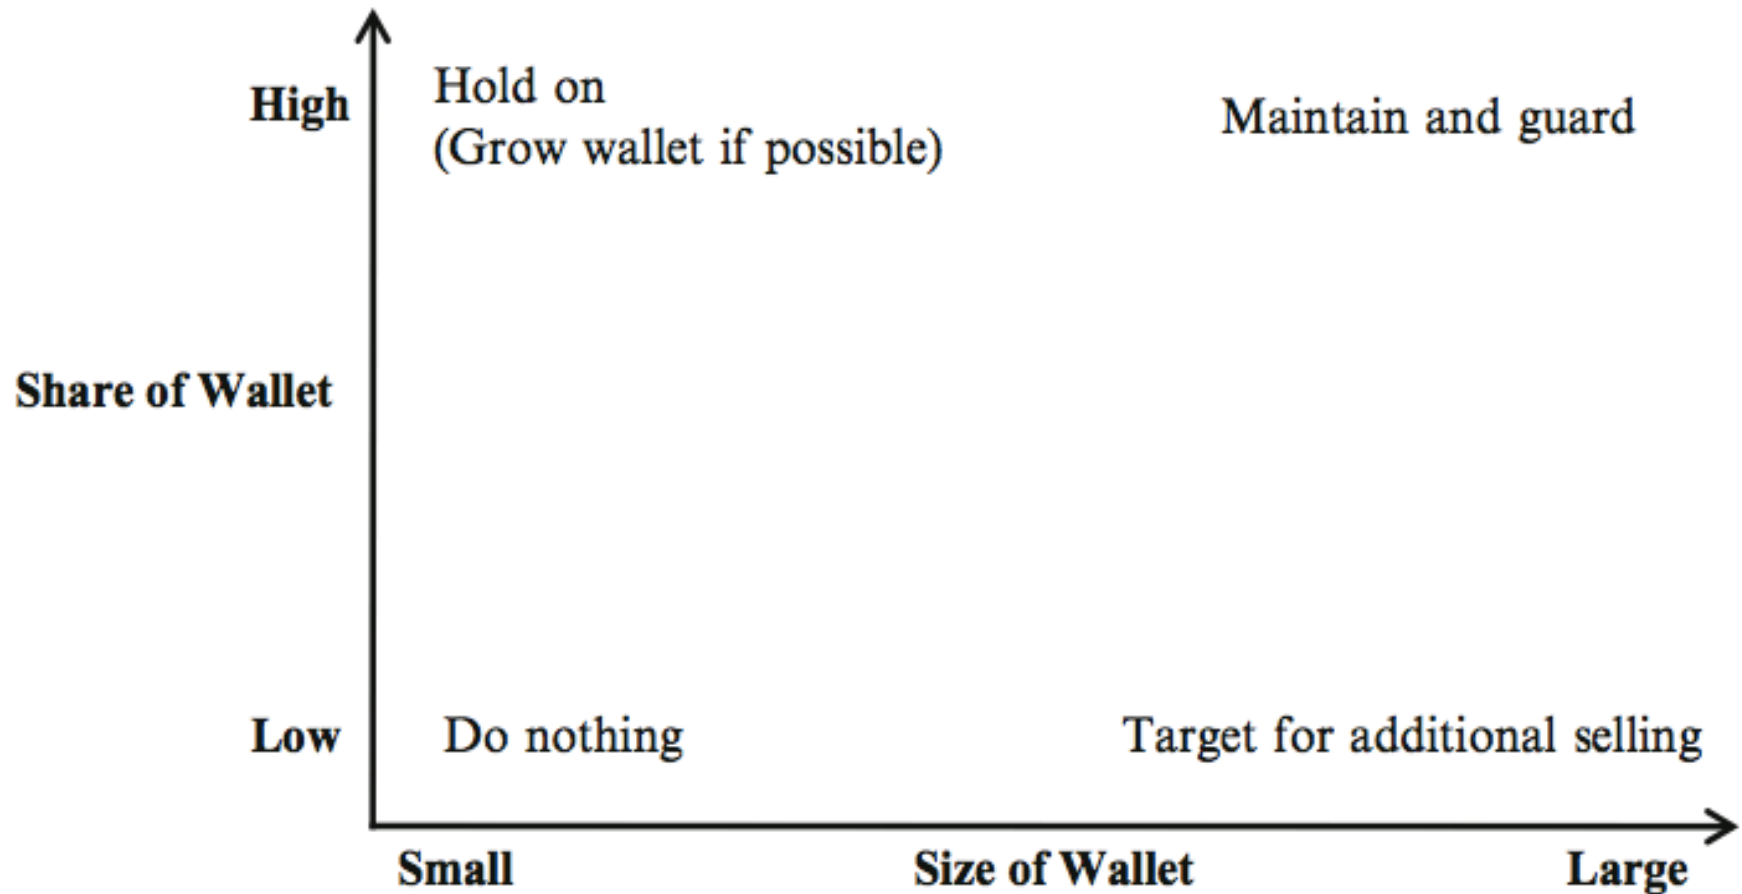 High
Hold on
(Grow wallet if possible)
Maintain and guard
Share of Wallet
Low
Do nothing
Target for additional selling
Small
Size of Wallet
Large